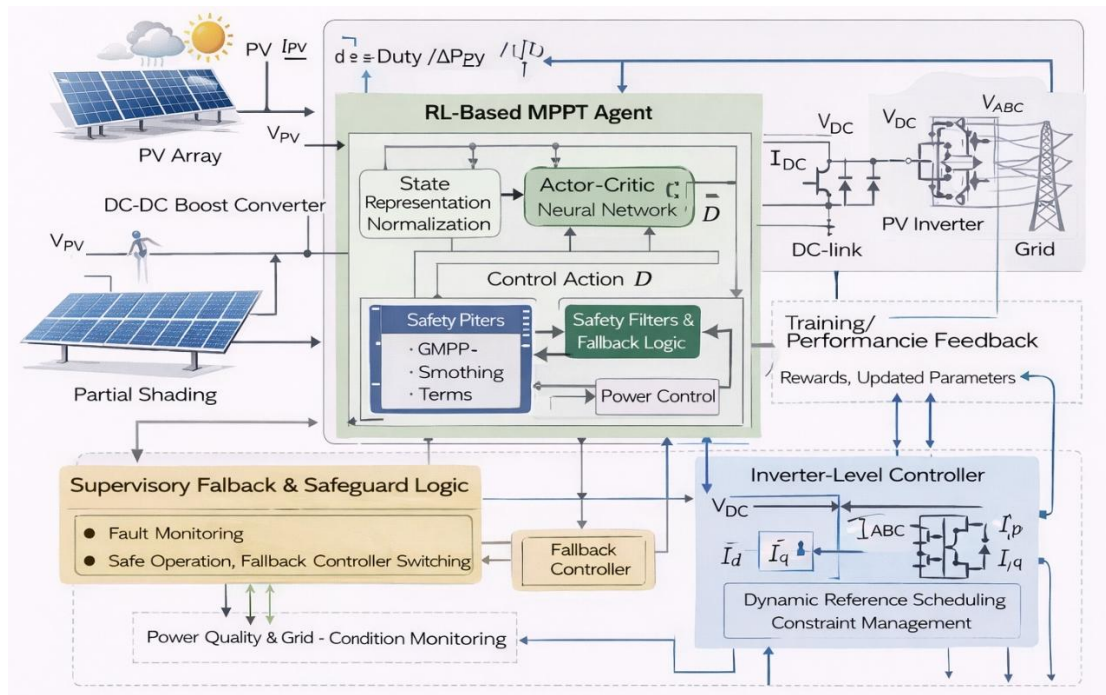 PV IPV
d e = Duty /ΔPPy
RL-Based MPPT Agent
VPV
PV Array
State
Representation
Normalization
Actor-Critic
Neural Network
D
DC-DC Boost Converter
VPV
Control Action D
Safety Piters
· GMPP-
· Smothing
· Terms
Safety Filters &
Fallback Logic
Power Control
Partial Shading
VDC
IDC
DC-link
VDC
VABC
PV Inverter
Grid
Training/
Performancie Feedback
Rewards, Updated Parameters
Supervisory Falback & Safeguard Logic
● Fault Monitoring
● Safe Operation, Fallback Controller Switching
Fallback
Controller
Power Quality & Grid - Condition Monitoring
Inverter-Level Controller
VDC
ABC
Id
Iq
Dynamic Reference Scheduling
Constraint Management